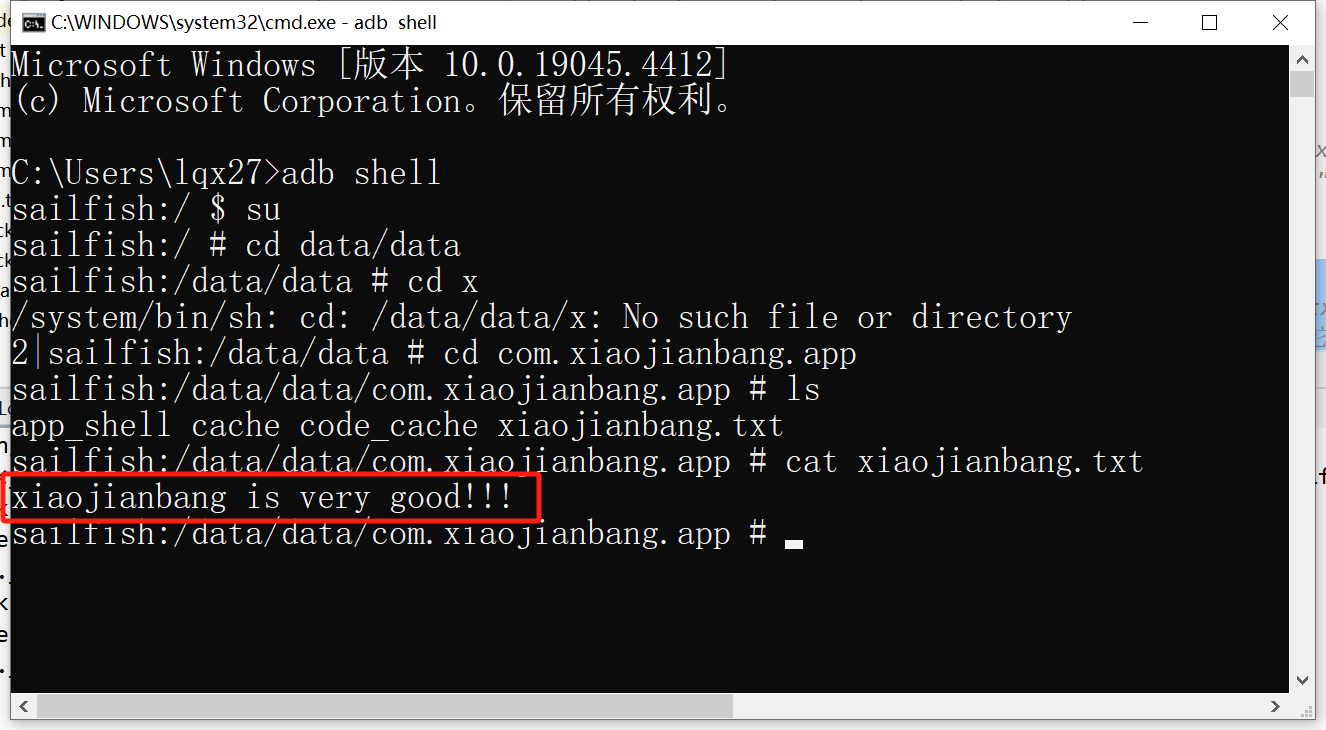 C:\WINDOWS\system32\cmd.exe - adb shell
Microsoft Windows [版本 10.0.19045.4412]
(c) Microsoft Corporation。保留所有权利。
C:\Users\lqx27>adb shell
sailfish:/ $ su
sailfish:/ # cd data/data
sailfish:/data/data # cd x
/system/bin/sh: cd: /data/data/x: No such file or directory
2|sailfish:/data/data # cd com.xiaojianbang.app
sailfish:/data/data/com.xiaojianbang.app # ls
app_shell cache code_cache xiaojianbang.txt
sailfish:/data/data/com.xiaojianbang.app # cat xiaojianbang.txt
xiaojianbang is very good!!!
sailfish:/data/data/com.xiaojianbang.app #